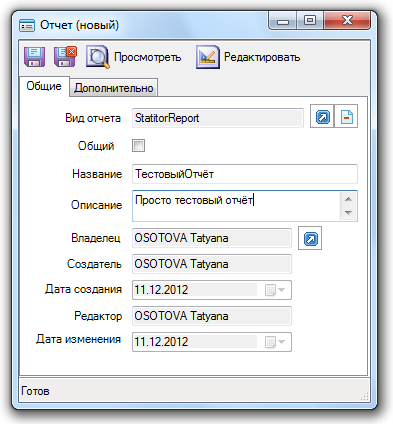 Отчет (новый)
Просмотреть Редактировать
Общие Дополнительно
Вид отчета StatitorReport
Общий
Название ТестовыйОтчёт
Описание Просто тестовый отчёт
Владелец OSOTOVA Tatyana
Создатель OSOTOVA Tatyana
Дата создания 11.12.2012
Редактор OSOTOVA Tatyana
Дата изменения 11.12.2012
Готов